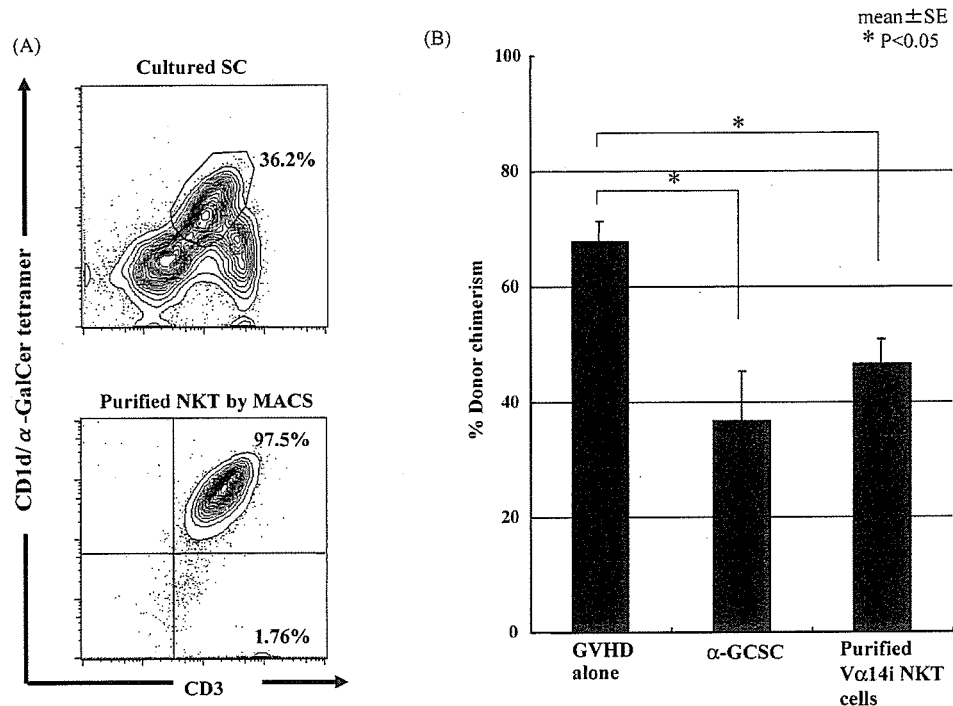 (A)
Cultured SC
36.2%
CD1d/α-GalCer tetramer
Purified NKT by MACS
97.5%
1.76%
CD3
(B)
mean±SE
* P<0.05
100
80
60
40
20
0
% Donor chimerism
*
*
GVHD
alone
α-GCSC
Purified
Vα14i NKT
cells